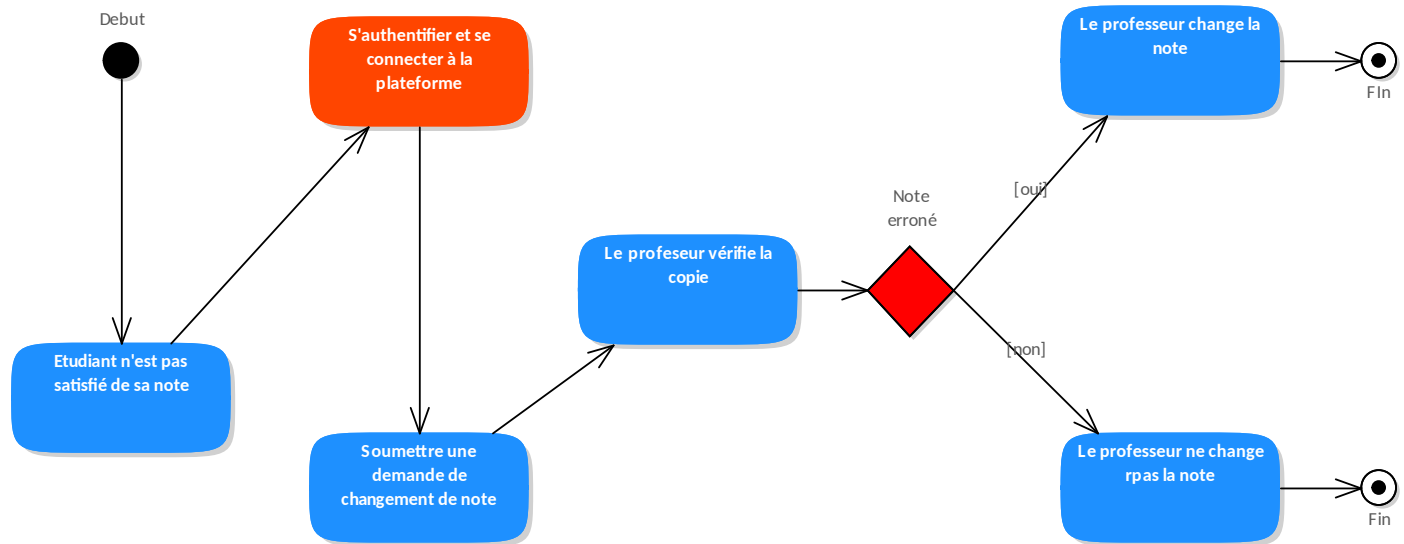 Debut
S'authentifier et se
connecter à la
plateforme
Etudiant n'est pas
satisfié de sa note
Soumettre une
demande de
changement de note
Le profeseur vérifie la
copie
Note
erroné
[oui]
[non]
Le professeur change la
note
FIn
Le professeur ne change
rpas la note
Fin